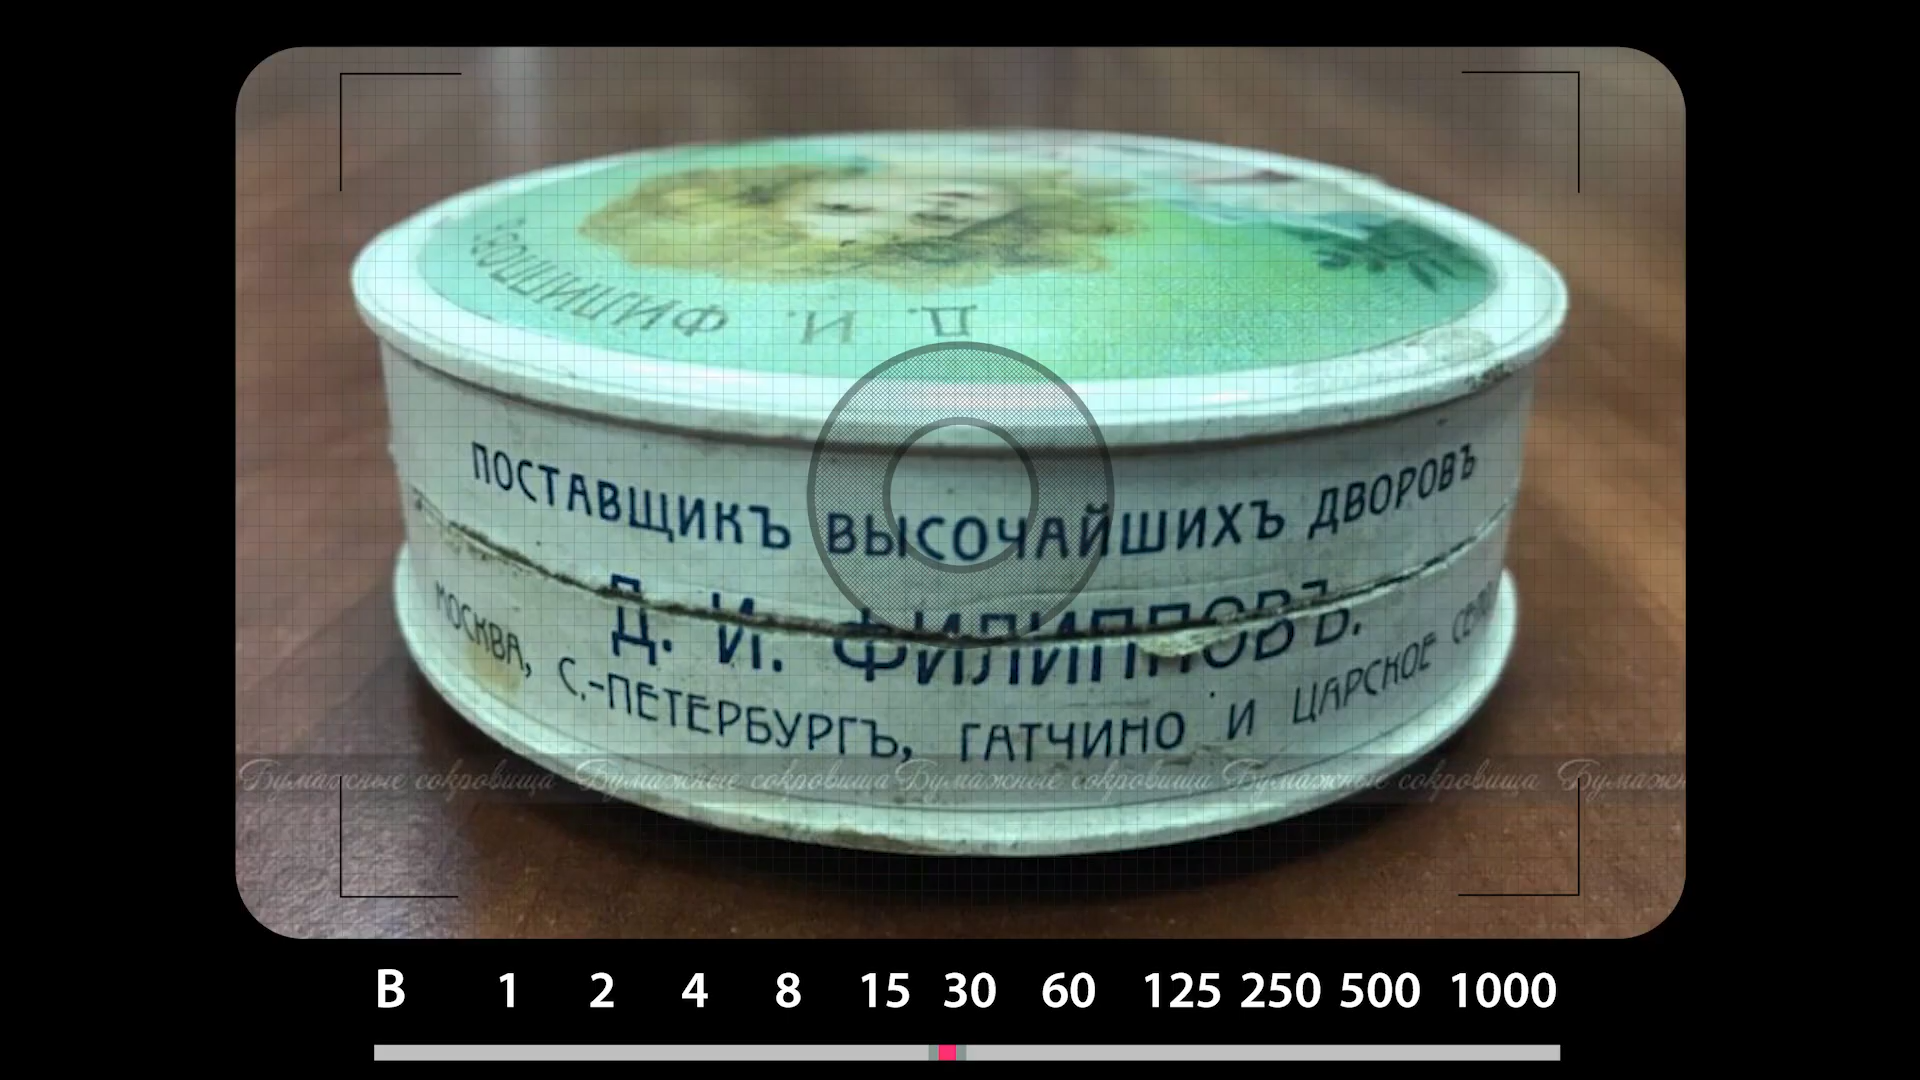 Д. И. ФИЛИППОВЪ.
ПОСТАВЩИКЪ ВЫСОЧАЙШИХЪ ДВОРОВЪ
Д. И. ФИЛИППОВЪ.
МОСКВА, С.-ПЕТЕРБУРГЪ, ГАТЧИНО И ЦАРСКОЕ СЕЛО
Бумажные сокровища Бумажные сокровища Бумажные сокровища Бумажные сокровища
B 1 2 4 8 15 30 60 125 250 500 1000